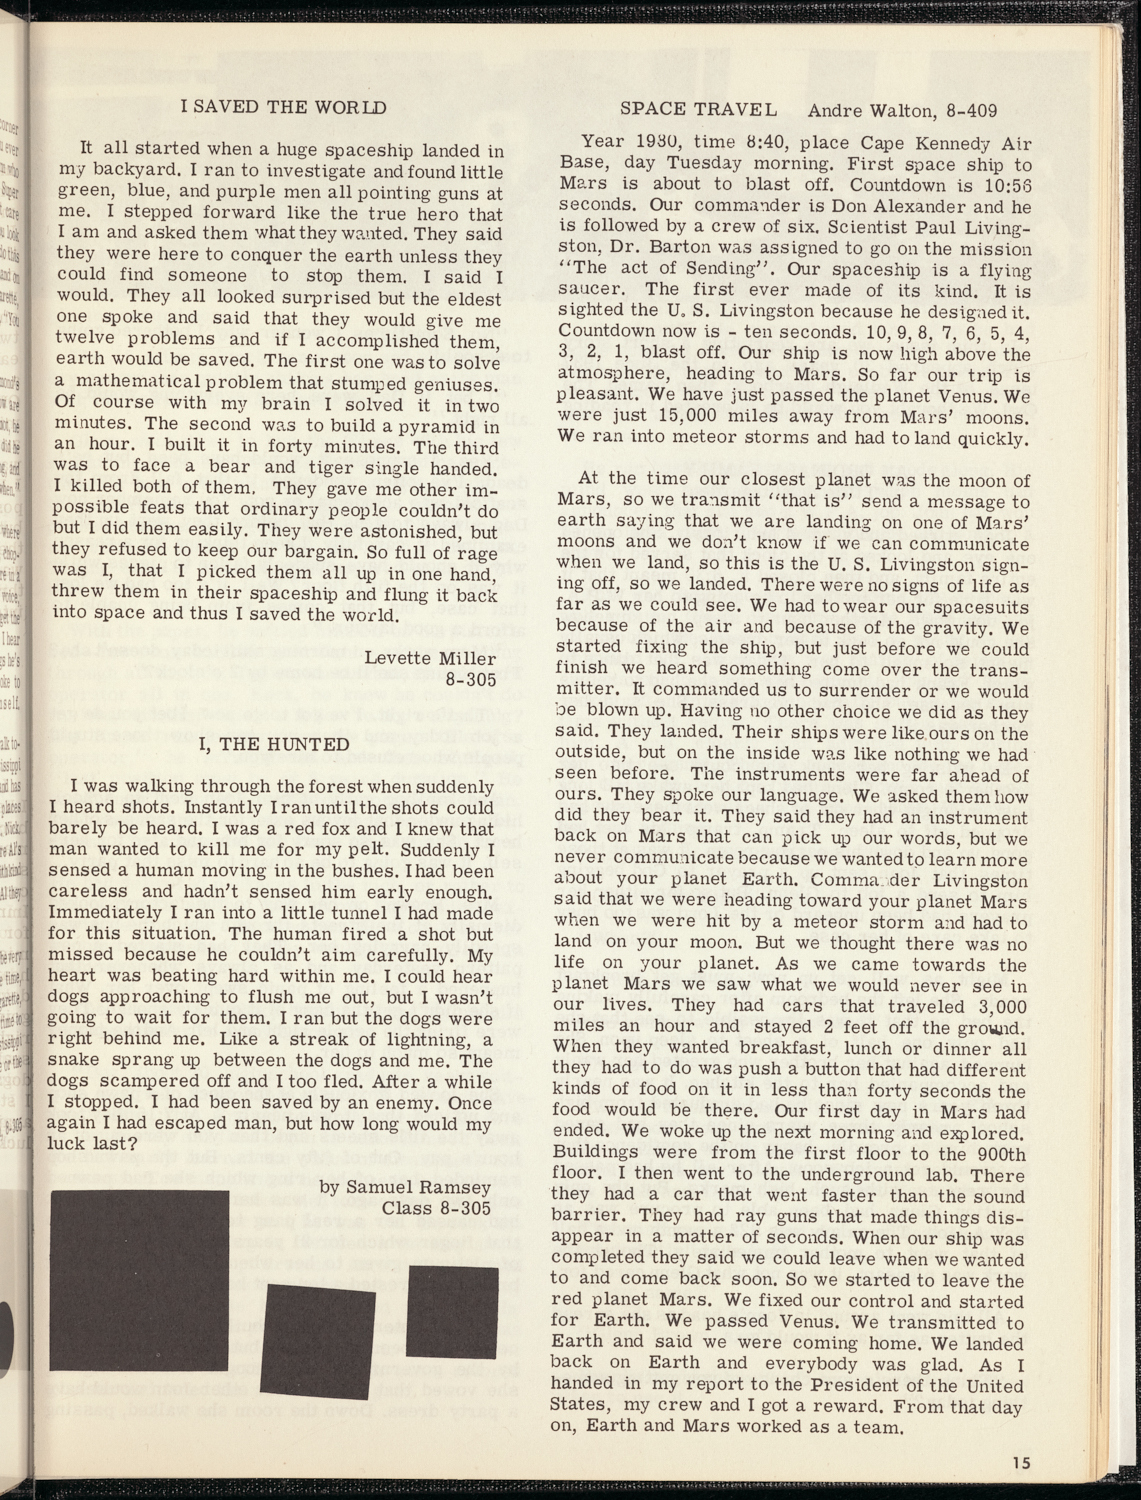 I SAVED THE WORLD
It all started when a huge spaceship landed in
my backyard. I ran to investigate and found little
green, blue, and purple men all pointing guns at
me. I stepped forward like the true hero that
I am and asked them what they wanted. They said
they were here to conquer the earth unless they
could find someone to stop them. I said I
would. They all looked surprised but the eldest
one spoke and said that they would give me
twelve problems and if I accomplished them,
earth would be saved. The first one was to solve
a mathematical problem that stumped geniuses.
Of course with my brain I solved it in two
minutes. The second was to build a pyramid in
an hour. I built it in forty minutes. The third
was to face a bear and tiger single handed.
I killed both of them. They gave me other im-
possible feats that ordinary people couldn't do
but I did them easily. They were astonished, but
they refused to keep our bargain. So full of rage
was I, that I picked them all up in one hand,
threw them in their spaceship and flung it back
into space and thus I saved the world.
Levette Miller
8-305
I, THE HUNTED
I was walking through the forest when suddenly
I heard shots. Instantly I ran until the shots could
barely be heard. I was a red fox and I knew that
man wanted to kill me for my pelt. Suddenly I
sensed a human moving in the bushes. I had been
careless and hadn't sensed him early enough.
Immediately I ran into a little tunnel I had made
for this situation. The human fired a shot but
missed because he couldn't aim carefully. My
heart was beating hard within me. I could hear
dogs approaching to flush me out, but I wasn't
going to wait for them. I ran but the dogs were
right behind me. Like a streak of lightning, a
snake sprang up between the dogs and me. The
dogs scampered off and I too fled. After a while
I stopped. I had been saved by an enemy. Once
again I had escaped man, but how long would my
luck last?
by Samuel Ramsey
Class 8-305
SPACE TRAVEL Andre Walton, 8-409
Year 1980, time 8:40, place Cape Kennedy Air
Base, day Tuesday morning. First space ship to
Mars is about to blast off. Countdown is 10:56
seconds. Our commander is Don Alexander and he
is followed by a crew of six. Scientist Paul Living-
ston, Dr. Barton was assigned to go on the mission
"The act of Sending". Our spaceship is a flying
saucer. The first ever made of its kind. It is
sighted the U. S. Livingston because he designed it.
Countdown now is - ten seconds. 10, 9, 8, 7, 6, 5, 4,
3, 2, 1, blast off. Our ship is now high above the
atmosphere, heading to Mars. So far our trip is
pleasant. We have just passed the planet Venus. We
were just 15,000 miles away from Mars' moons.
We ran into meteor storms and had to land quickly.
At the time our closest planet was the moon of
Mars, so we transmit "that is" send a message to
earth saying that we are landing on one of Mars'
moons and we don't know if we can communicate
when we land, so this is the U. S. Livingston sign-
ing off, so we landed. There were no signs of life as
far as we could see. We had to wear our spacesuits
because of the air and because of the gravity. We
started fixing the ship, but just before we could
finish we heard something come over the trans-
mitter. It commanded us to surrender or we would
be blown up. Having no other choice we did as they
said. They landed. Their ships were like ours on the
outside, but on the inside was like nothing we had
seen before. The instruments were far ahead of
ours. They spoke our language. We asked them how
did they bear it. They said they had an instrument
back on Mars that can pick up our words, but we
never communicate because we wanted to learn more
about your planet Earth. Commander Livingston
said that we were heading toward your planet Mars
when we were hit by a meteor storm and had to
land on your moon. But we thought there was no
life on your planet. As we came towards the
planet Mars we saw what we would never see in
our lives. They had cars that traveled 3,000
miles an hour and stayed 2 feet off the ground.
When they wanted breakfast, lunch or dinner all
they had to do was push a button that had different
kinds of food on it in less than forty seconds the
food would be there. Our first day in Mars had
ended. We woke up the next morning and explored.
Buildings were from the first floor to the 900th
floor. I then went to the underground lab. There
they had a car that went faster than the sound
barrier. They had ray guns that made things dis-
appear in a matter of seconds. When our ship was
completed they said we could leave when we wanted
to and come back soon. So we started to leave the
red planet Mars. We fixed our control and started
for Earth. We passed Venus. We transmitted to
Earth and said we were coming home. We landed
back on Earth and everybody was glad. As I
handed in my report to the President of the United
States, my crew and I got a reward. From that day
on, Earth and Mars worked as a team.
15